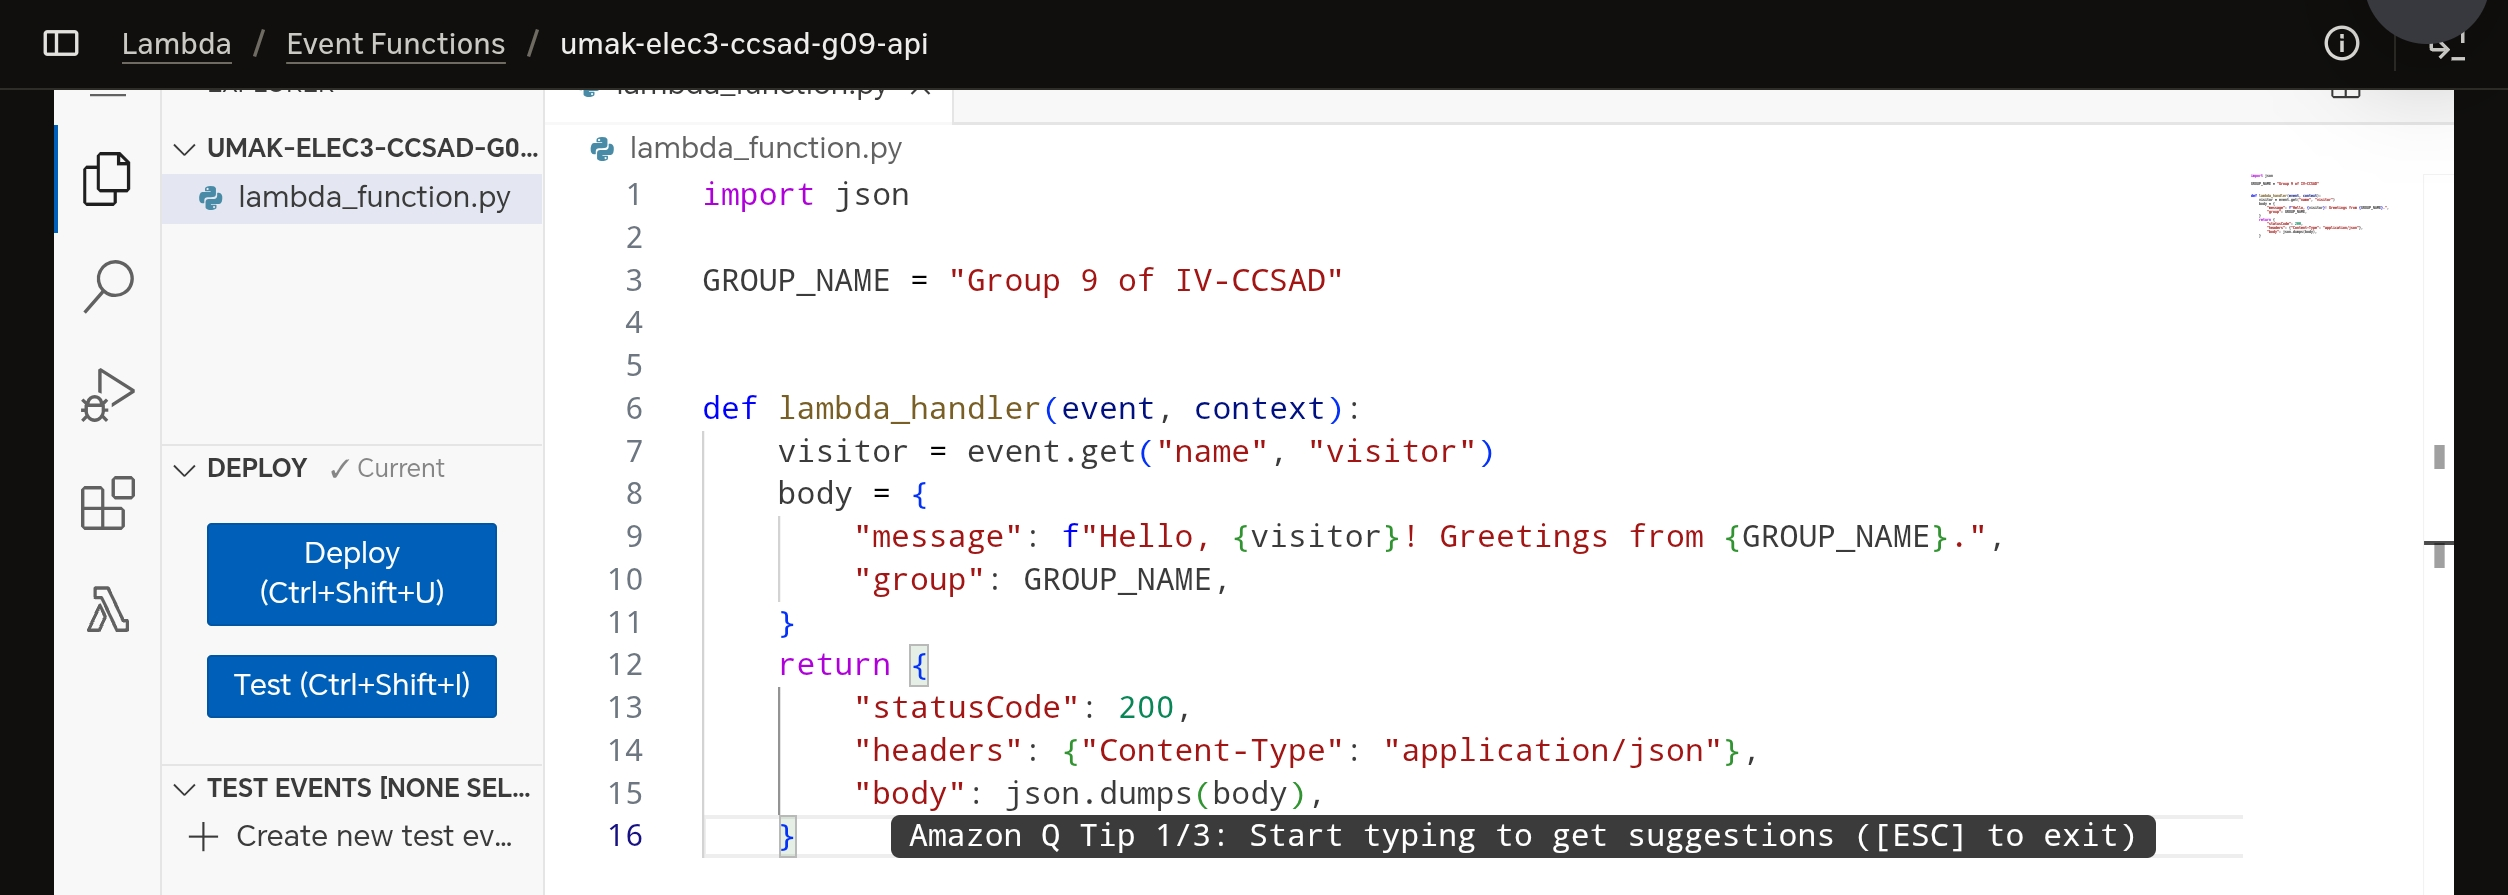 Lambda / Event Functions / umak-elec3-ccsad-g09-api
EXPLORER
UMAK-ELEC3-CCSAD-G0...
lambda_function.py
DEPLOY ✓ Current
Deploy
(Ctrl+Shift+U)
Test (Ctrl+Shift+I)
TEST EVENTS [NONE SEL...
Create new test ev...
lambda_function.py
lambda_function.py
1 import json
2
3 GROUP_NAME = "Group 9 of IV-CCSAD"
4
5
6 def lambda_handler(event, context):
7     visitor = event.get("name", "visitor")
8     body = {
9         "message": f"Hello, {visitor}! Greetings from {GROUP_NAME}.",
10         "group": GROUP_NAME,
11     }
12     return {
13         "statusCode": 200,
14         "headers": {"Content-Type": "application/json"},
15         "body": json.dumps(body),
16     } Amazon Q Tip 1/3: Start typing to get suggestions ([ESC] to exit)